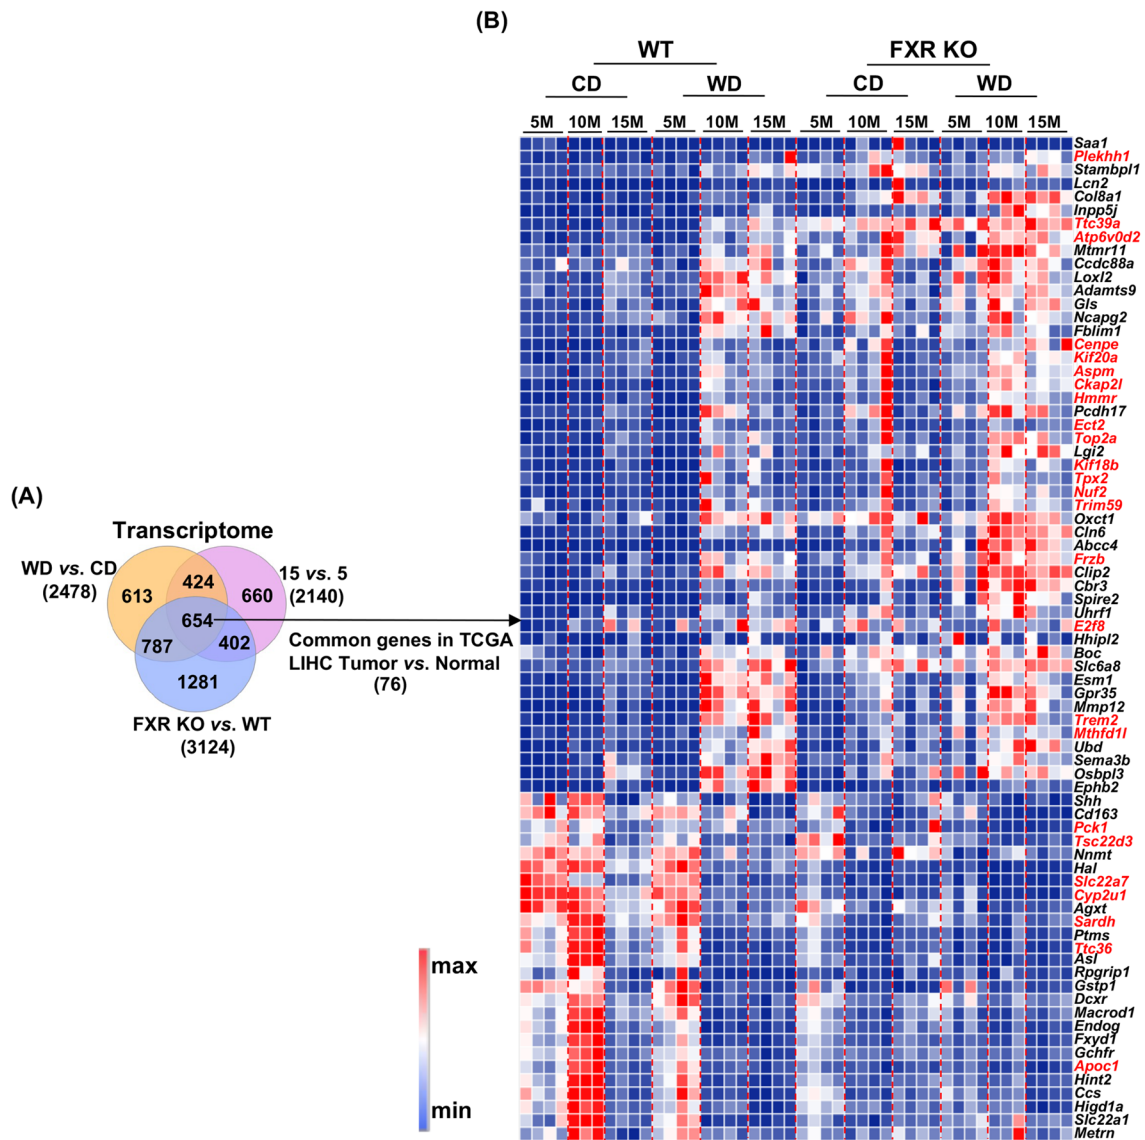 (B)
WT
FXR KO
CD
WD
CD
WD
5M 10M 15M 5M 10M 15M 5M 10M 15M 5M 10M 15M
Saa1
Plekhh1
Stambpl1
Lcn2
Col8a1
Inpp5j
Ttc39a
Atp6v0d2
Mtmr11
Ccdc88a
Loxl2
Adamts9
Gls
Ncapg2
Fblim1
Cenpe
Kif20a
Aspm
Ckap2l
Hmmr
Pcdh17
Ect2
Top2a
Lgi2
Kif18b
Tpx2
Nuf2
Trim59
Oxct1
Cln6
Abcc4
Frzb
Clip2
Cbr3
Spire2
Uhrf1
E2f8
Hhipl2
Boc
Slc6a8
Esm1
Gpr35
Mmp12
Trem2
Mthfd1l
Ubd
Sema3b
Osbpl3
Ephb2
Shh
Cd163
Pck1
Tsc22d3
Nnmt
Hal
Slc22a7
Cyp2u1
Agxt
Sardh
Ptms
Ttc36
Asl
Rpgrip1
Gstp1
Dcxr
Macrod1
Endog
Fxyd1
Gchfr
Apoc1
Hint2
Ccs
Higd1a
Slc22a1
Metrn
(A)
Transcriptome
WD vs. CD
(2478)
15 vs. 5
(2140)
613
424
660
654
787
402
1281
Common genes in TCGA
LIHC Tumor vs. Normal
(76)
FXR KO vs. WT
(3124)
max
min